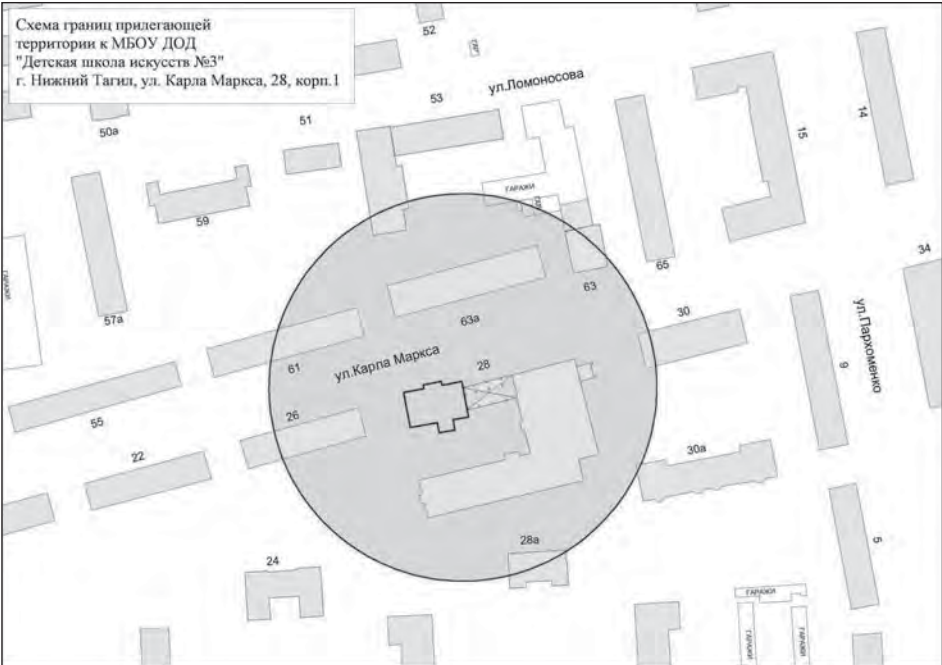 Схема границ прилегающей
территории к МБОУ ДОД
"Детская школа искусств №3"
г. Нижний Тагил, ул. Карла Маркса, 28, корп.1
52
ГАР.
ул.Ломоносова
53
51
50а
14
15
59
ГАРАЖИ
65
34
63
ГАРАЖИ
57а
63а
30
ул.Пархоменко
61
ул.Карла Маркса
28
9
55
26
22
30а
28а
5
24
ГАРАЖИ
ГАРАЖИ
ГАРАЖИ